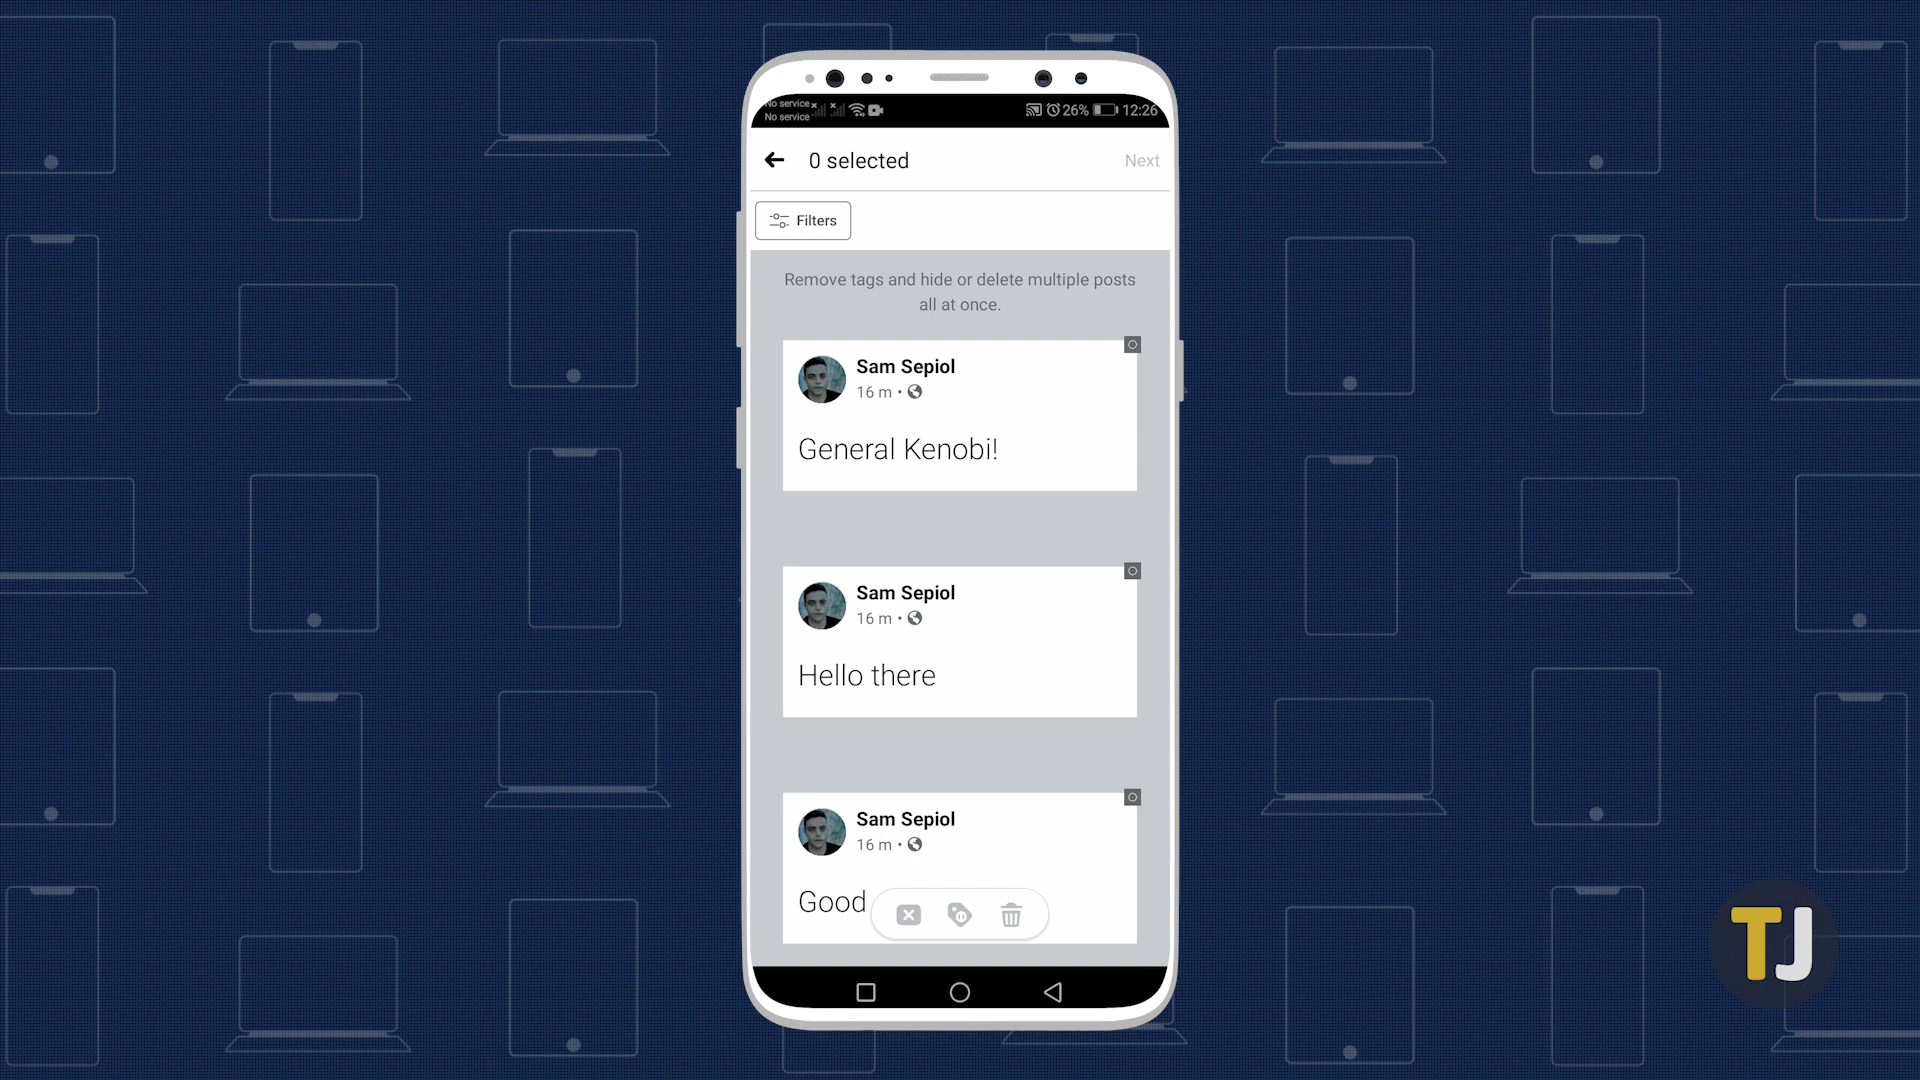 No service
No service
26% 12:26
0 selected
Next
Filters
Remove tags and hide or delete multiple posts
all at once.
Sam Sepiol
16 m •
General Kenobi!
Sam Sepiol
16 m •
Hello there
Sam Sepiol
16 m •
Good
TJ